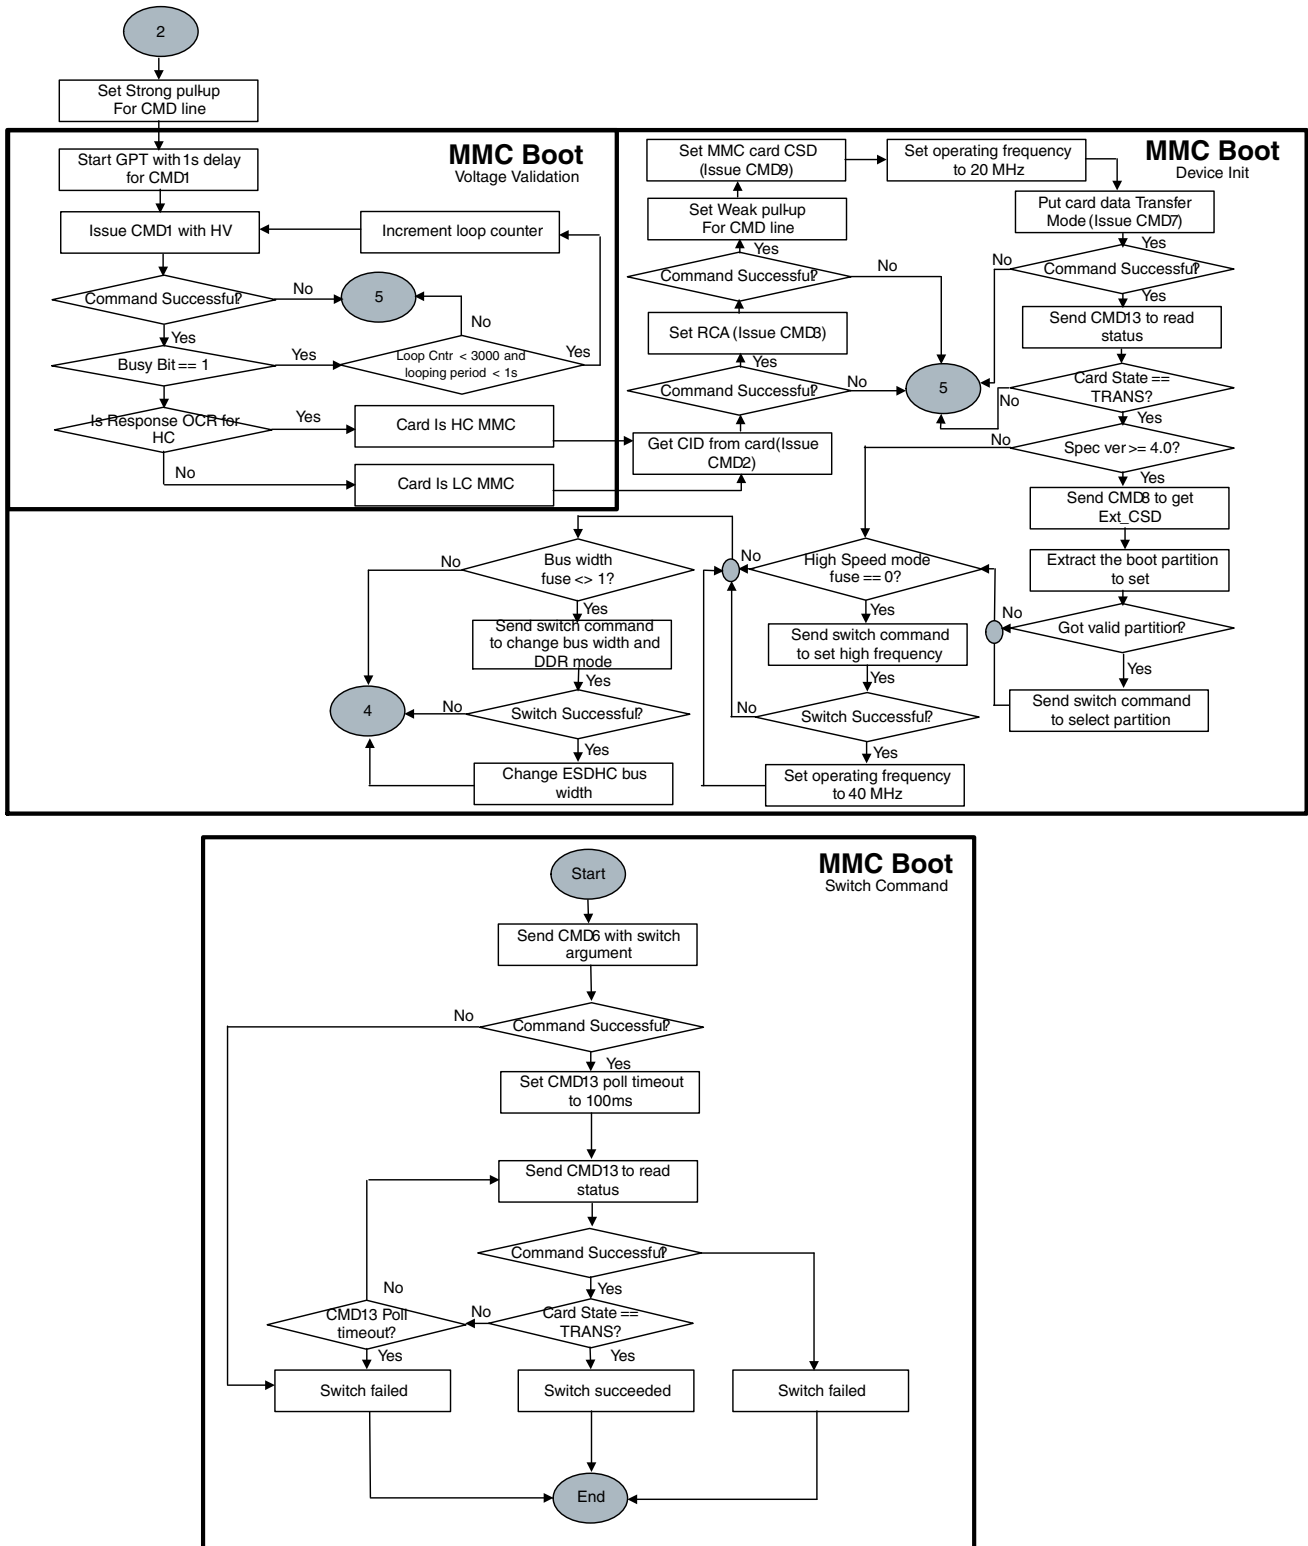 2
Set Strong pull-up
For CMD line
MMC Boot
Voltage Validation
Start GPT with 1s delay
for CMD1
Issue CMD1 with HV
Increment loop counter
Command Successful?
No
5
Yes
No
Busy Bit == 1
Yes
Loop Cntr < 3000 and
looping period < 1s
Yes
Is Response OCR for
HC
Yes
Card Is HC MMC
No
Card Is LC MMC
MMC Boot
Device Init
Set MMC card CSD
(Issue CMD9)
Set operating frequency
to 20 MHz
Put card data Transfer
Mode (Issue CMD7)
Set Weak pull-up
For CMD line
Yes
Yes
Command Successful?
No
No
Command Successful?
Yes
Set RCA (Issue CMD3)
Send CMD13 to read
status
Yes
Command Successful?
No
5
No
Card State ==
TRANS?
Yes
Get CID from card(Issue
CMD2)
No
Spec ver >= 4.0?
Yes
Send CMD8 to get
Ext_CSD
Extract the boot partition
to set
No
Got valid partition?
Yes
Send switch command
to select partition
High Speed mode
fuse == 0?
No
Yes
Send switch command
to set high frequency
Yes
Switch Successful?
No
Yes
Set operating frequency
to 40 MHz
Bus width
fuse <> 1?
No
Yes
Send switch command
to change bus width and
DDR mode
Yes
Switch Successful?
No
4
Yes
Change ESDHC bus
width
MMC Boot
Switch Command
Start
Send CMD6 with switch
argument
No
Command Successful?
Yes
Set CMD13 poll timeout
to 100ms
Send CMD13 to read
status
Command Successful?
Yes
No
CMD13 Poll
timeout?
No
Card State ==
TRANS?
Yes
Yes
Switch failed
Switch succeeded
Switch failed
End